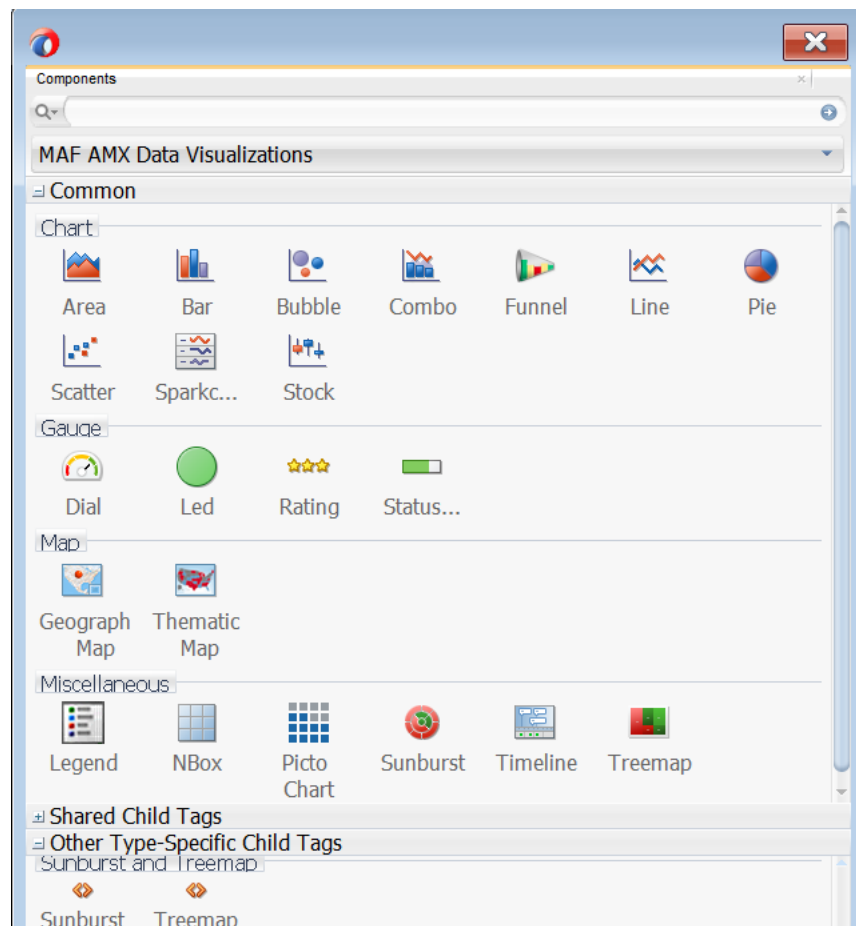 Components
MAF AMX Data Visualizations
Common
Chart
Area Bar Bubble Combo Funnel Line Pie
Scatter Sparkc... Stock
Gauge
Dial Led Rating Status...
Map
Geograph Thematic
Map Map
Miscellaneous
Legend NBox Picto Sunburst Timeline Treemap
Chart
Shared Child Tags
Other Type-Specific Child Tags
Sunburst and Treemap
Sunburst Treemap